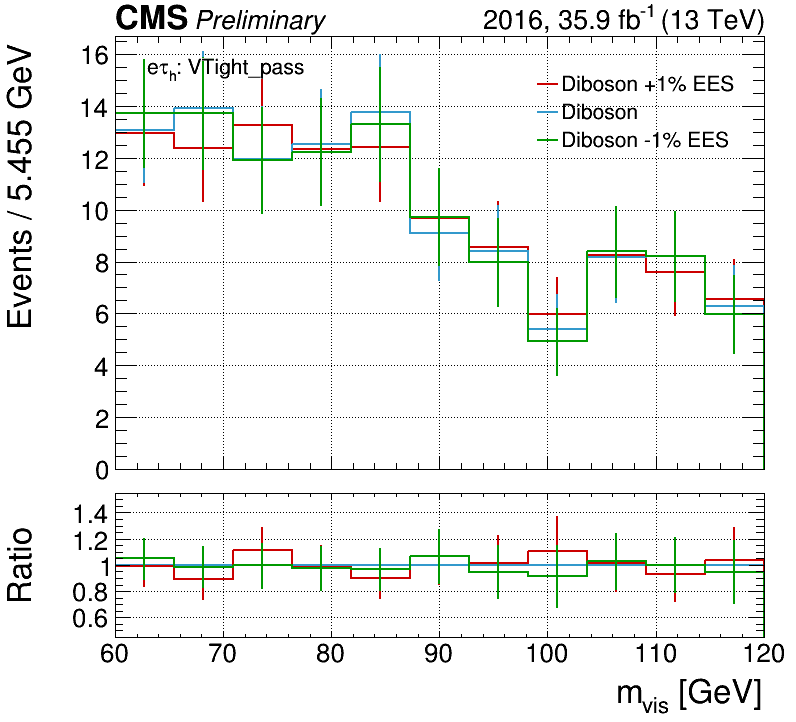 CMS Preliminary 2016, 35.9 fb⁻¹ (13 TeV)
eτₕ: VTight_pass
Diboson +1% EES
Diboson
Diboson -1% EES
Events / 5.455 GeV
16
14
12
10
8
6
4
2
0
Ratio
1.4
1.2
1
0.8
0.6
60 70 80 90 100 110 120
m_vis [GeV]